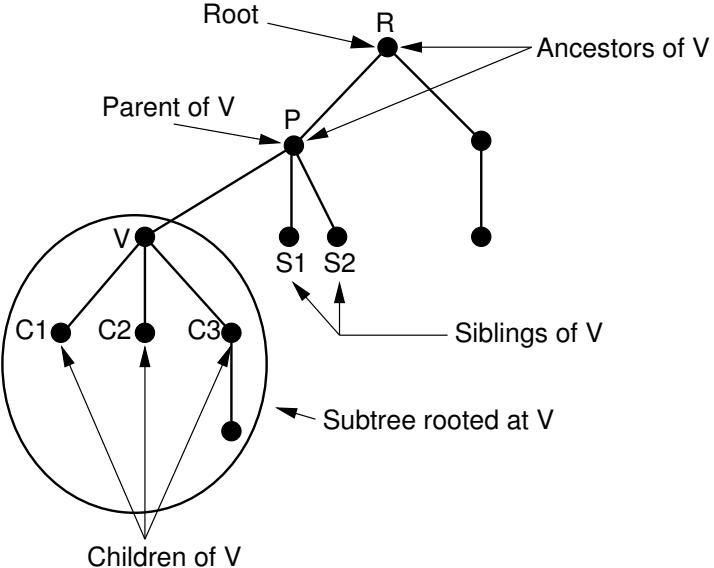 Root
R
Ancestors of V
Parent of V
P
V
S1
S2
C1
C2
C3
Siblings of V
Subtree rooted at V
Children of V